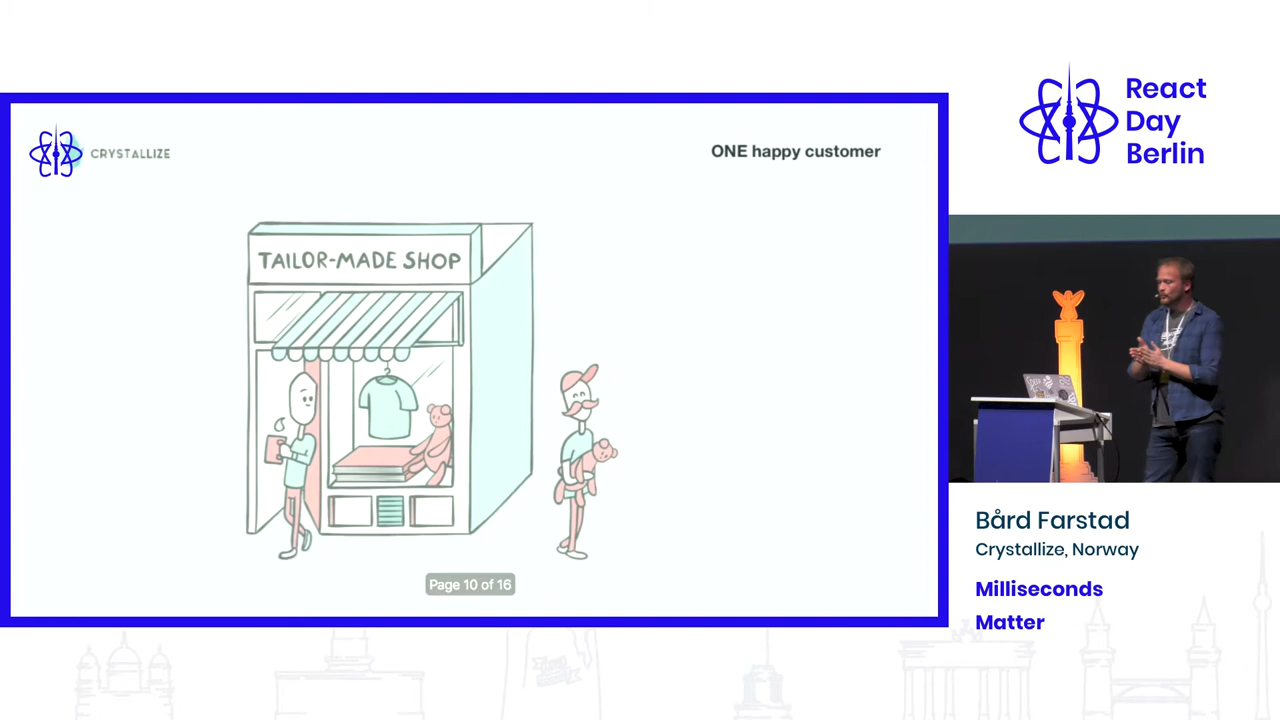 CRYSTALLIZE
ONE happy customer
TAILOR-MADE SHOP
Page 10 of 16
React
Day
Berlin
Bård Farstad
Crystallize, Norway
Milliseconds
Matter